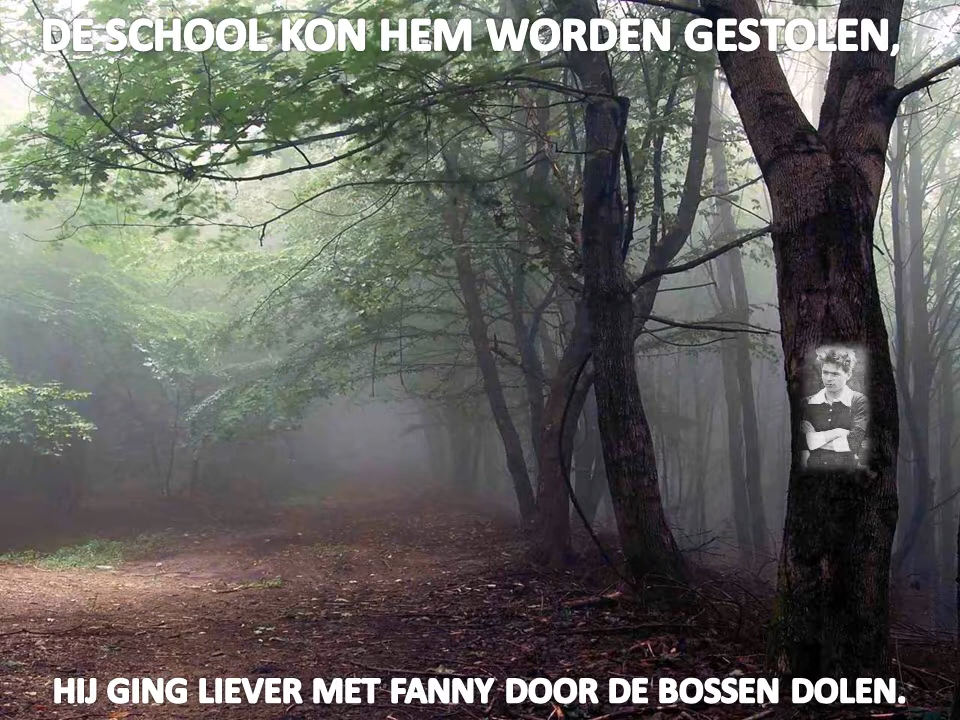 DE SCHOOL KON HEM WORDEN GESTOLEN,
HIJ GING LIEVER MET FANNY DOOR DE BOSSEN DOLEN.